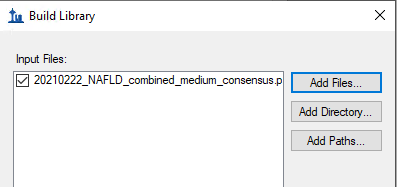 Build Library
Input Files:
20210222_NAFLD_combined_medium_consensus.p
Add Files...
Add Directory...
Add Paths...